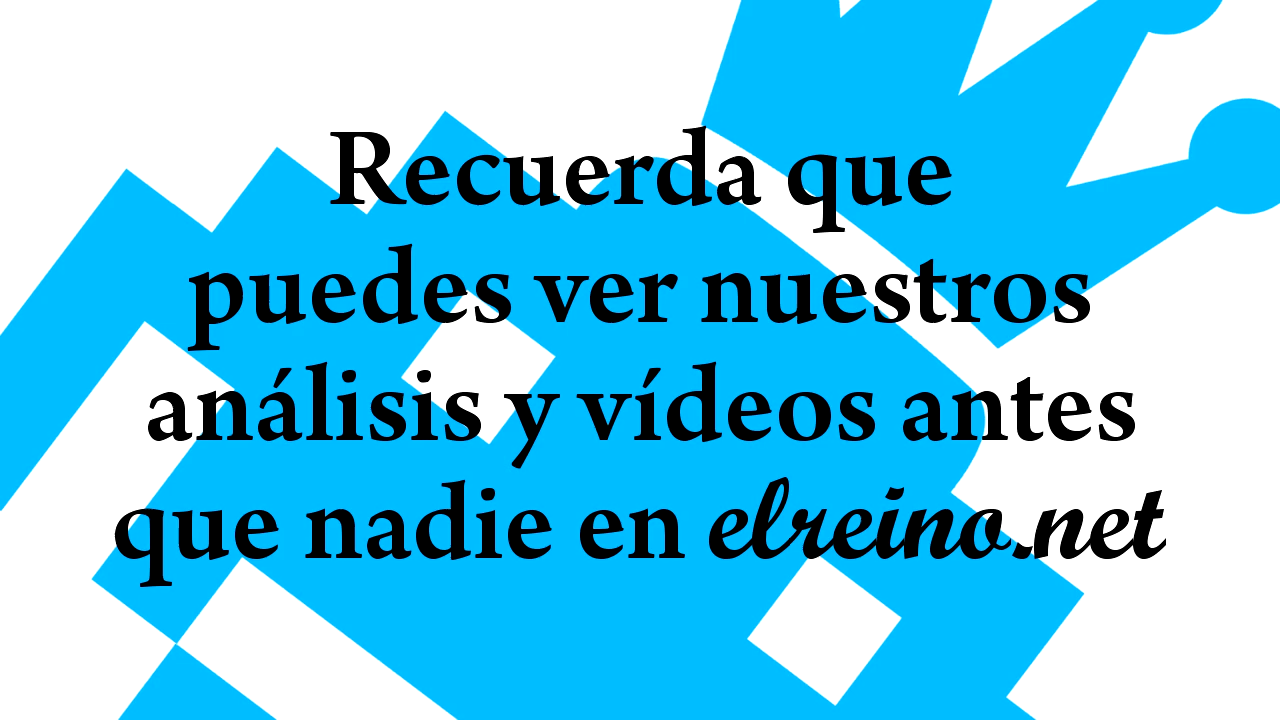 Recuerda que
puedes ver nuestros
análisis y vídeos antes
que nadie en elreino.net